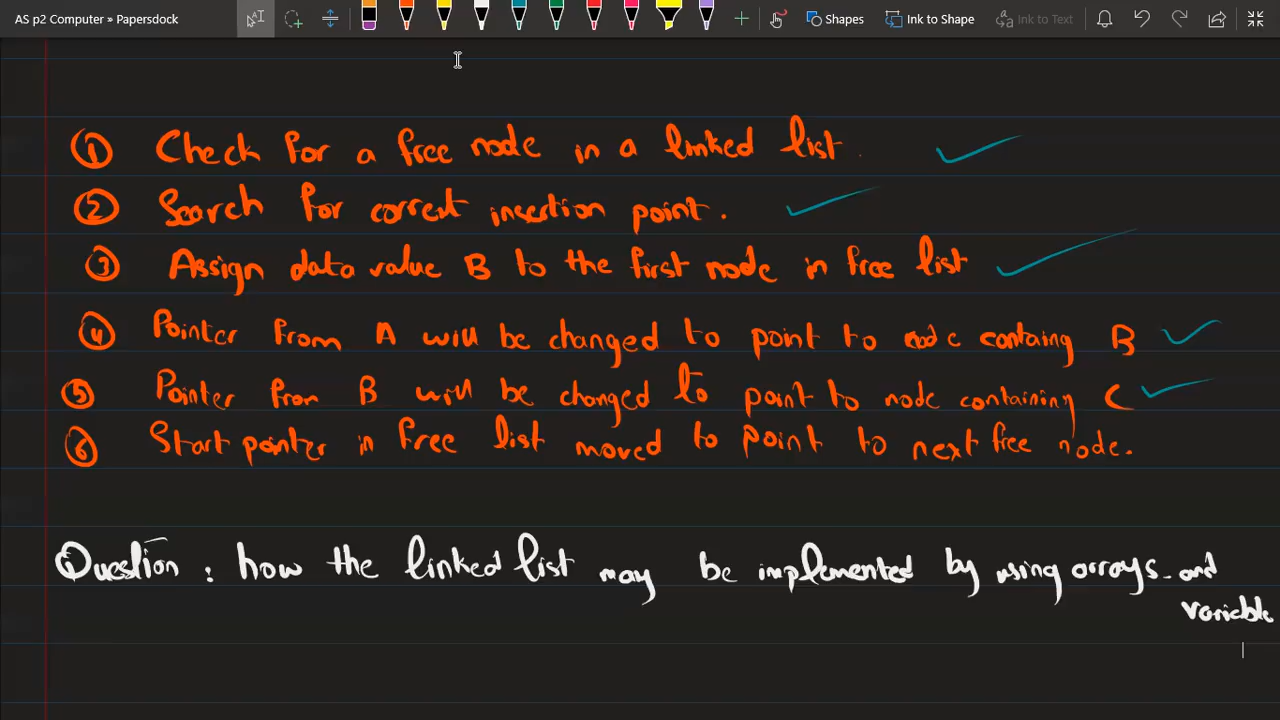 AS p2 Computer » Papersdock
Shapes
Ink to Shape
Ink to Text
① Check for a free node in a linked list.
② Search for correct insertion point.
③ Assign data value B to the first node in free list
④ Pointer from A will be changed to point to node containg B
⑤ Pointer from B will be changed to point to node containing C
⑥ Start pointer in free list moved to point to next free node.
Question : how the linked list may be implemented by using arrays and
variable